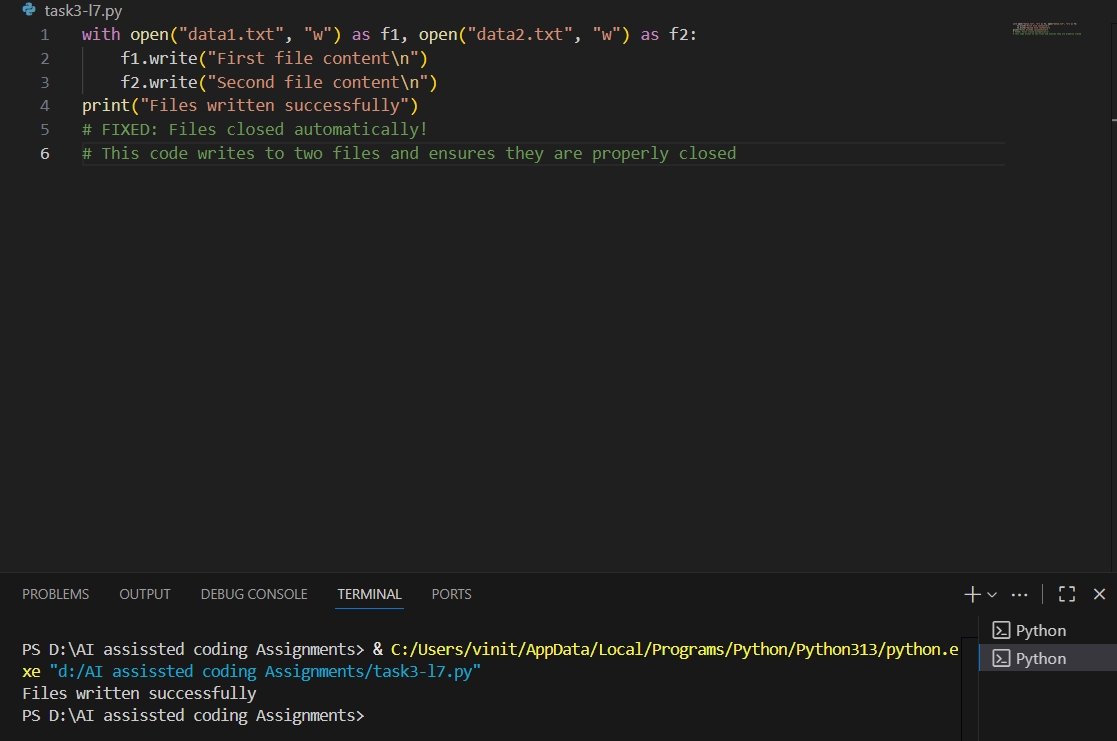 task3-l7.py
1 with open("data1.txt", "w") as f1, open("data2.txt", "w") as f2:
2     f1.write("First file content\n")
3     f2.write("Second file content\n")
4 print("Files written successfully")
5 # FIXED: Files closed automatically!
6 # This code writes to two files and ensures they are properly closed
PROBLEMS OUTPUT DEBUG CONSOLE TERMINAL PORTS
Python
Python
PS D:\AI assissted coding Assignments> & C:/Users/vinit/AppData/Local/Programs/Python/Python313/python.e
xe "d:/AI assissted coding Assignments/task3-l7.py"
Files written successfully
PS D:\AI assissted coding Assignments>